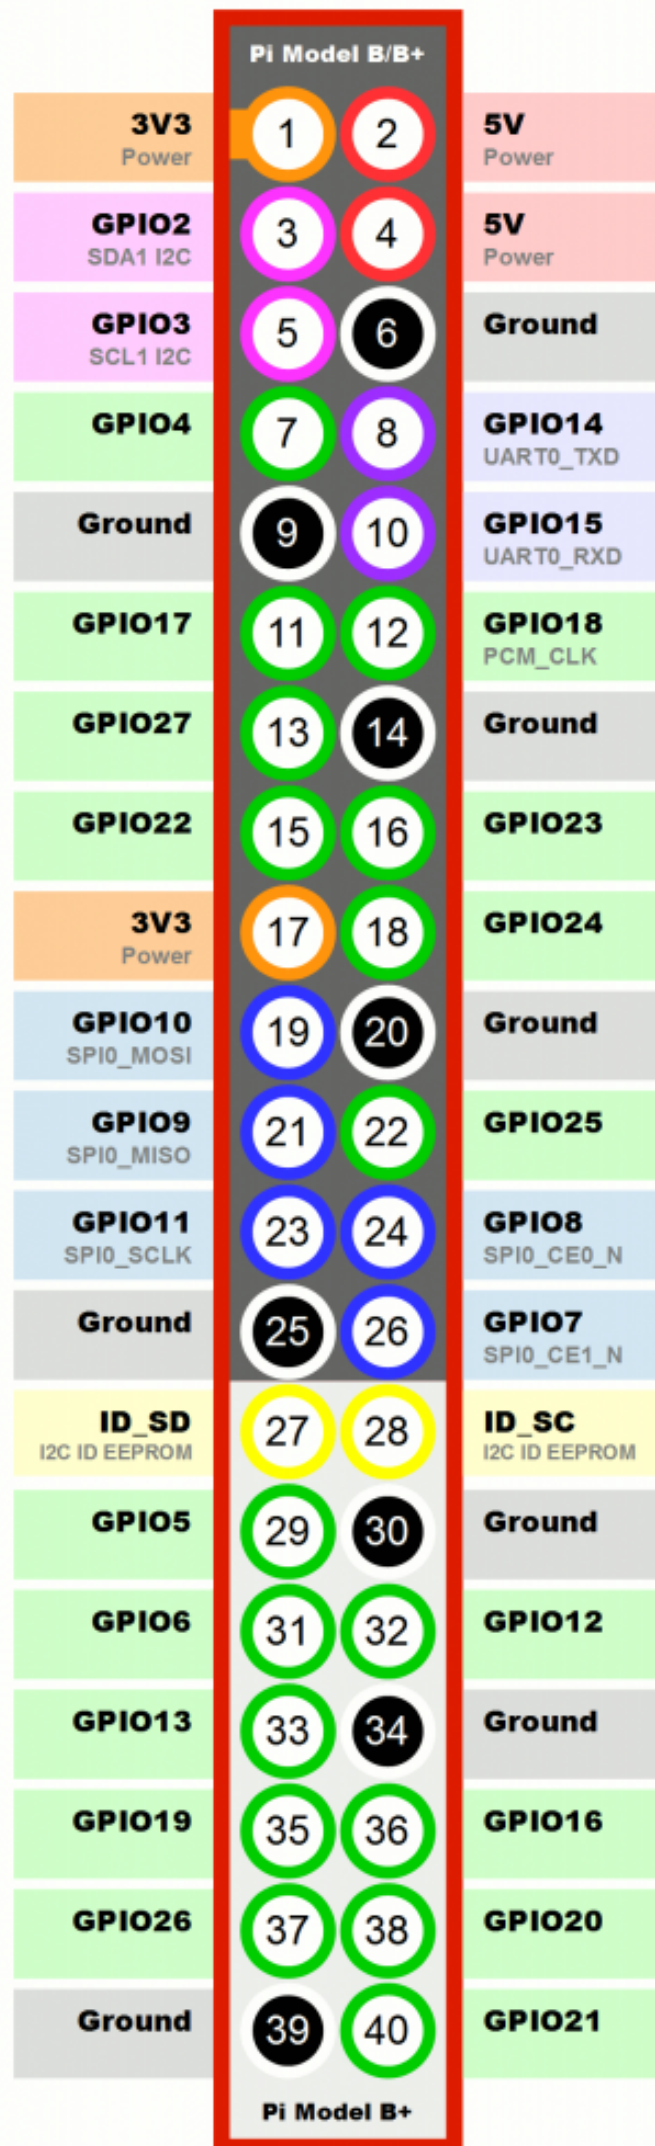 Pi Model B/B+
3V3 1 2 5V
Power Power
GPIO2 3 4 5V
SDA1 I2C Power
GPIO3 5 6 Ground
SCL1 I2C
GPIO4 7 8 GPIO14
UART0_TXD
Ground 9 10 GPIO15
UART0_RXD
GPIO17 11 12 GPIO18
PCM_CLK
GPIO27 13 14 Ground
GPIO22 15 16 GPIO23
3V3 17 18 GPIO24
Power
GPIO10 19 20 Ground
SPI0_MOSI
GPIO9 21 22 GPIO25
SPI0_MISO
GPIO11 23 24 GPIO8
SPI0_SCLK SPI0_CE0_N
Ground 25 26 GPIO7
SPI0_CE1_N
ID_SD 27 28 ID_SC
I2C ID EEPROM I2C ID EEPROM
GPIO5 29 30 Ground
GPIO6 31 32 GPIO12
GPIO13 33 34 Ground
GPIO19 35 36 GPIO16
GPIO26 37 38 GPIO20
Ground 39 40 GPIO21
Pi Model B+